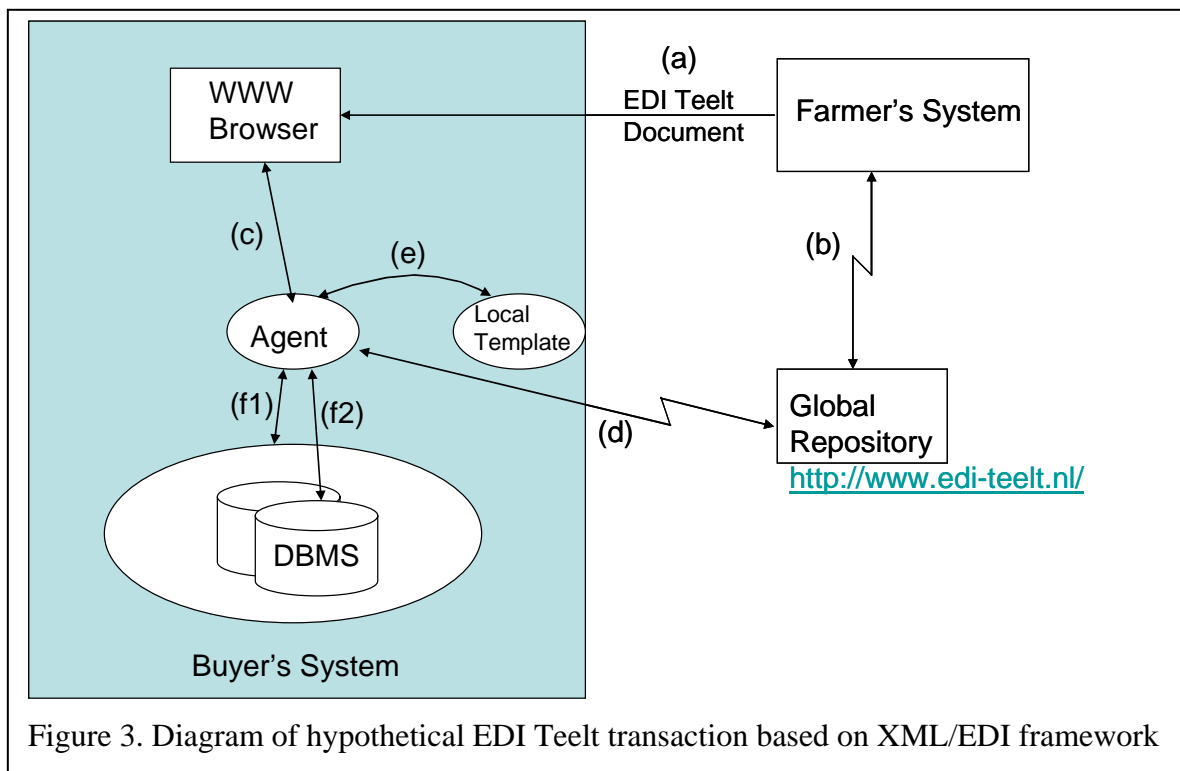 (a)
WWW
Browser
EDI Teelt
Document
Farmer's System
(c)
(e)
(b)
Agent
Local
Template
(f1)
(f2)
(d)
Global
Repository
http://www.edi-teelt.nl/
DBMS
Buyer's System
Figure 3. Diagram of hypothetical EDI Teelt transaction based on XML/EDI framework